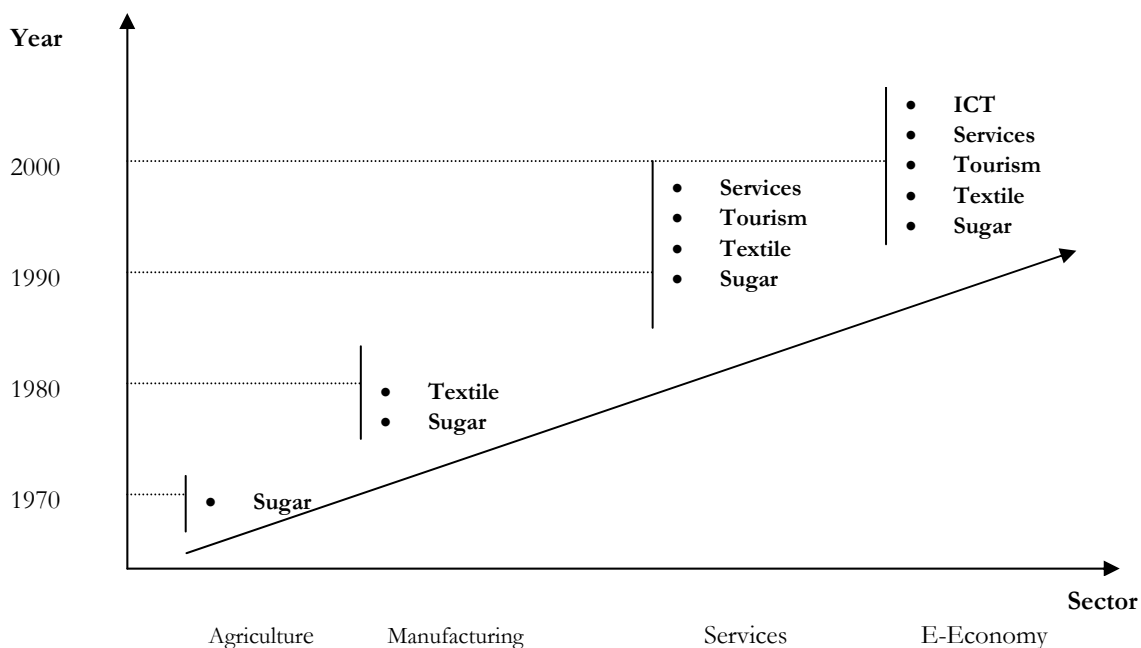 Year
2000
1990
1980
1970
• ICT
• Services
• Tourism
• Textile
• Sugar
• Services
• Tourism
• Textile
• Sugar
• Textile
• Sugar
• Sugar
Sector
Agriculture Manufacturing Services E-Economy